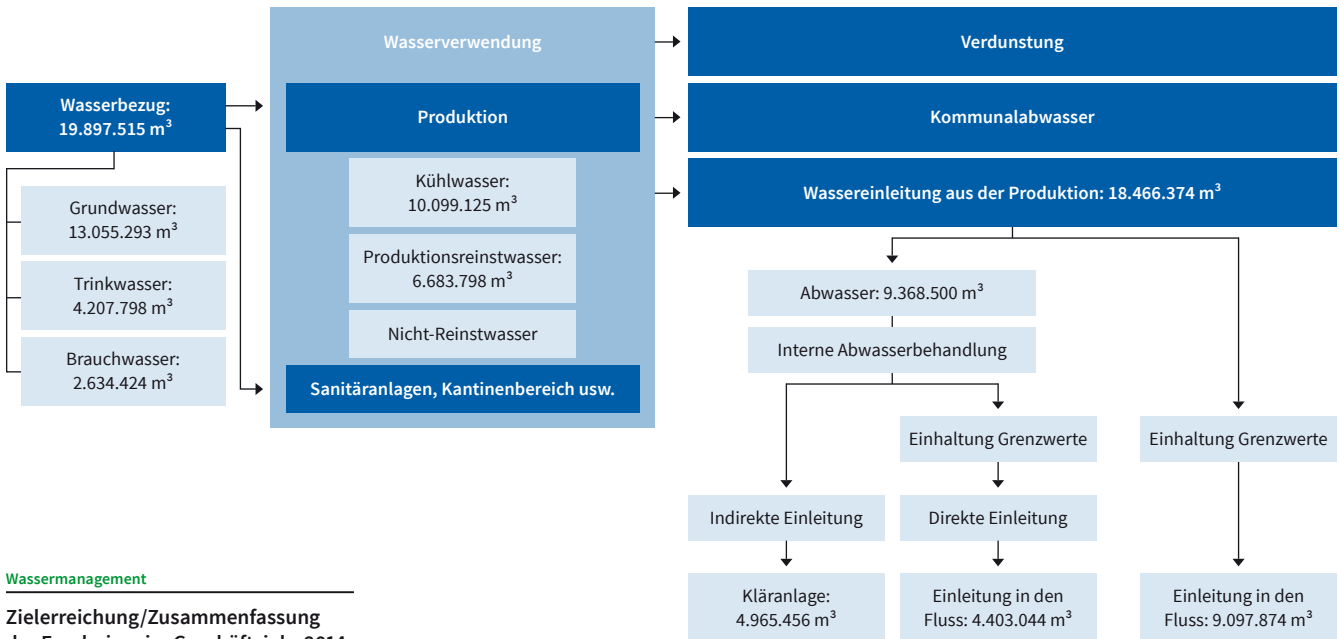 Wasserverwendung
Verdunstung
Wasserbezug:
19.897.515 m³
Produktion
Kommunalabwasser
Kühlwasser:
10.099.125 m³
Wassereinleitung aus der Produktion: 18.466.374 m³
Grundwasser:
13.055.293 m³
Produktionsreinstwasser:
6.683.798 m³
Trinkwasser:
4.207.798 m³
Abwasser: 9.368.500 m³
Nicht-Reinstwasser
Interne Abwasserbehandlung
Brauchwasser:
2.634.424 m³
Sanitäranlagen, Kantinenbereich usw.
Einhaltung Grenzwerte
Einhaltung Grenzwerte
Indirekte Einleitung
Direkte Einleitung
Kläranlage:
4.965.456 m³
Einleitung in den
Fluss: 4.403.044 m³
Einleitung in den
Fluss: 9.097.874 m³
Wassermanagement
Zielerreichung/Zusammenfassung